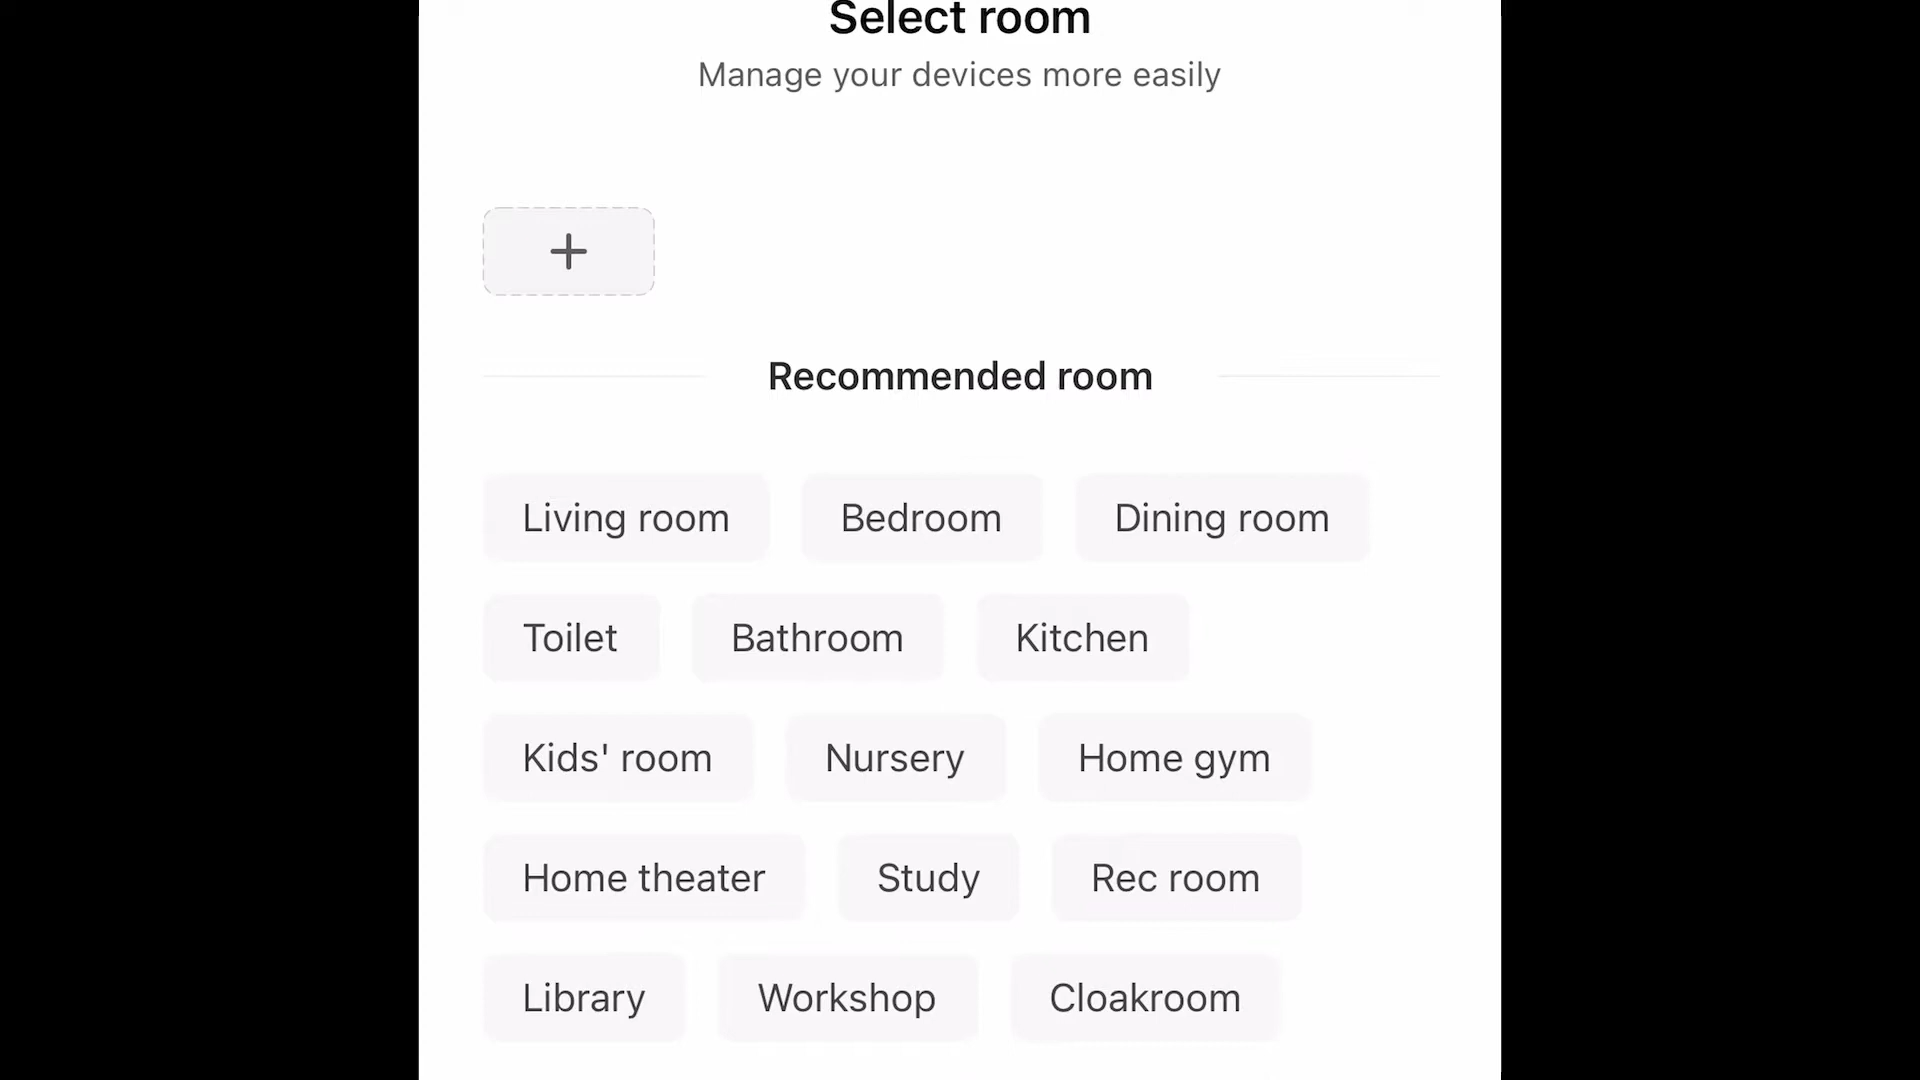 Select room
Manage your devices more easily
+
Recommended room
Living room
Bedroom
Dining room
Toilet
Bathroom
Kitchen
Kids' room
Nursery
Home gym
Home theater
Study
Rec room
Library
Workshop
Cloakroom